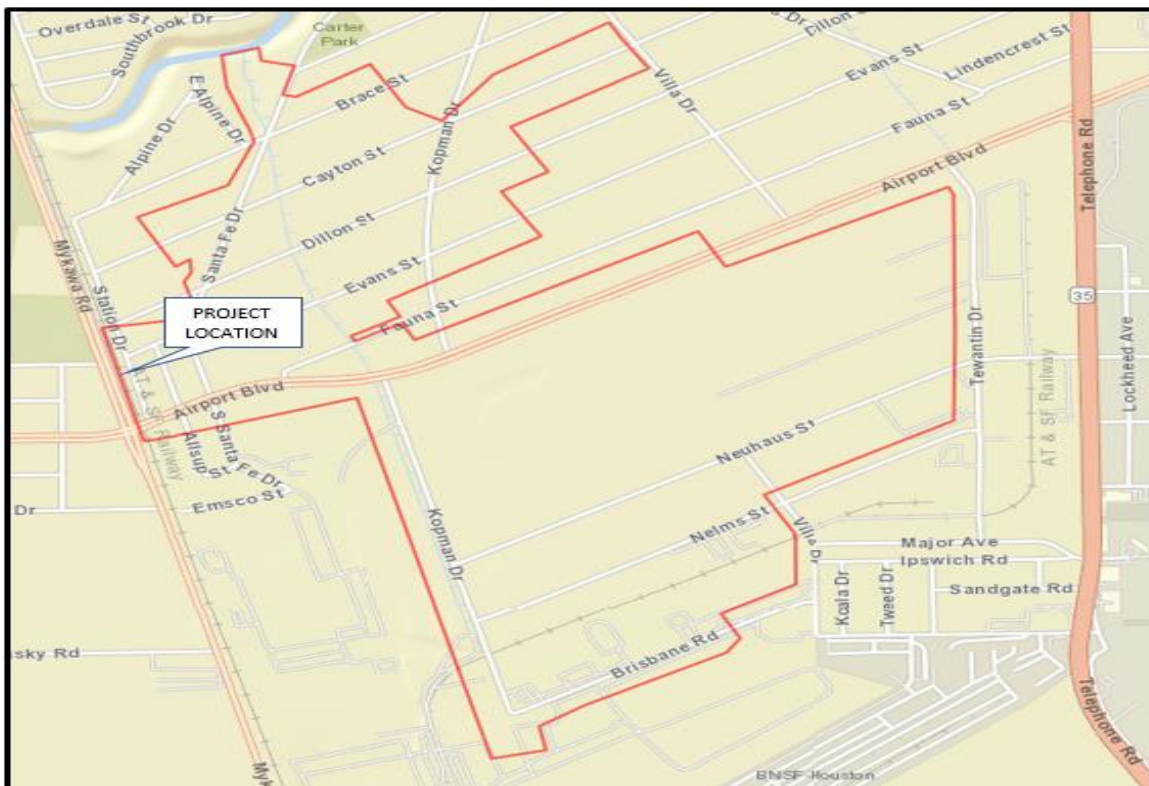 Overdale St
Southbrook Dr
Carter
Park
Dr
Dillon
Evans St
Lindencrest St
Brace St
E Alpine Dr
Alpine Dr
Villa Dr
Kopman Dr
Fauna St
Cayton St
Airport Blvd
Telephone Rd
Dillon St
Santa Fe Dr
Evans St
Mykawa Rd
Station Dr
35
PROJECT
LOCATION
Fauna St
Tewantin Dr
Lockheed Ave
AT & SF Railway
Airport Blvd
S Santa Fe Dr
Allsup St
Neuhaus St
AT & SF Railway
Emsco St
Dr
Nelms St
Villa Dr
Kopman Dr
Major Ave
Ipswich Rd
Koala Dr
Tweed Dr
Sandgate Rd
sky Rd
Brisbane Rd
Telephone Rd
Myk
BNSF-Houston